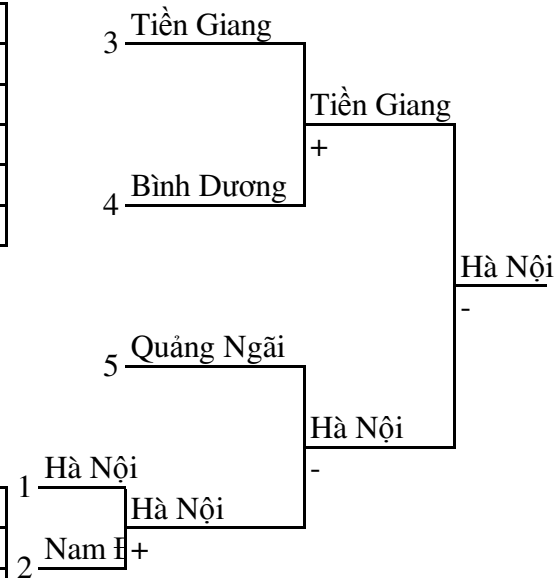 3 Tiền Giang
Tiền Giang
+
4 Bình Dương
Hà Nội
-
5 Quảng Ngãi
Hà Nội
-
1 Hà Nội
Hà Nội
2 Nam
+